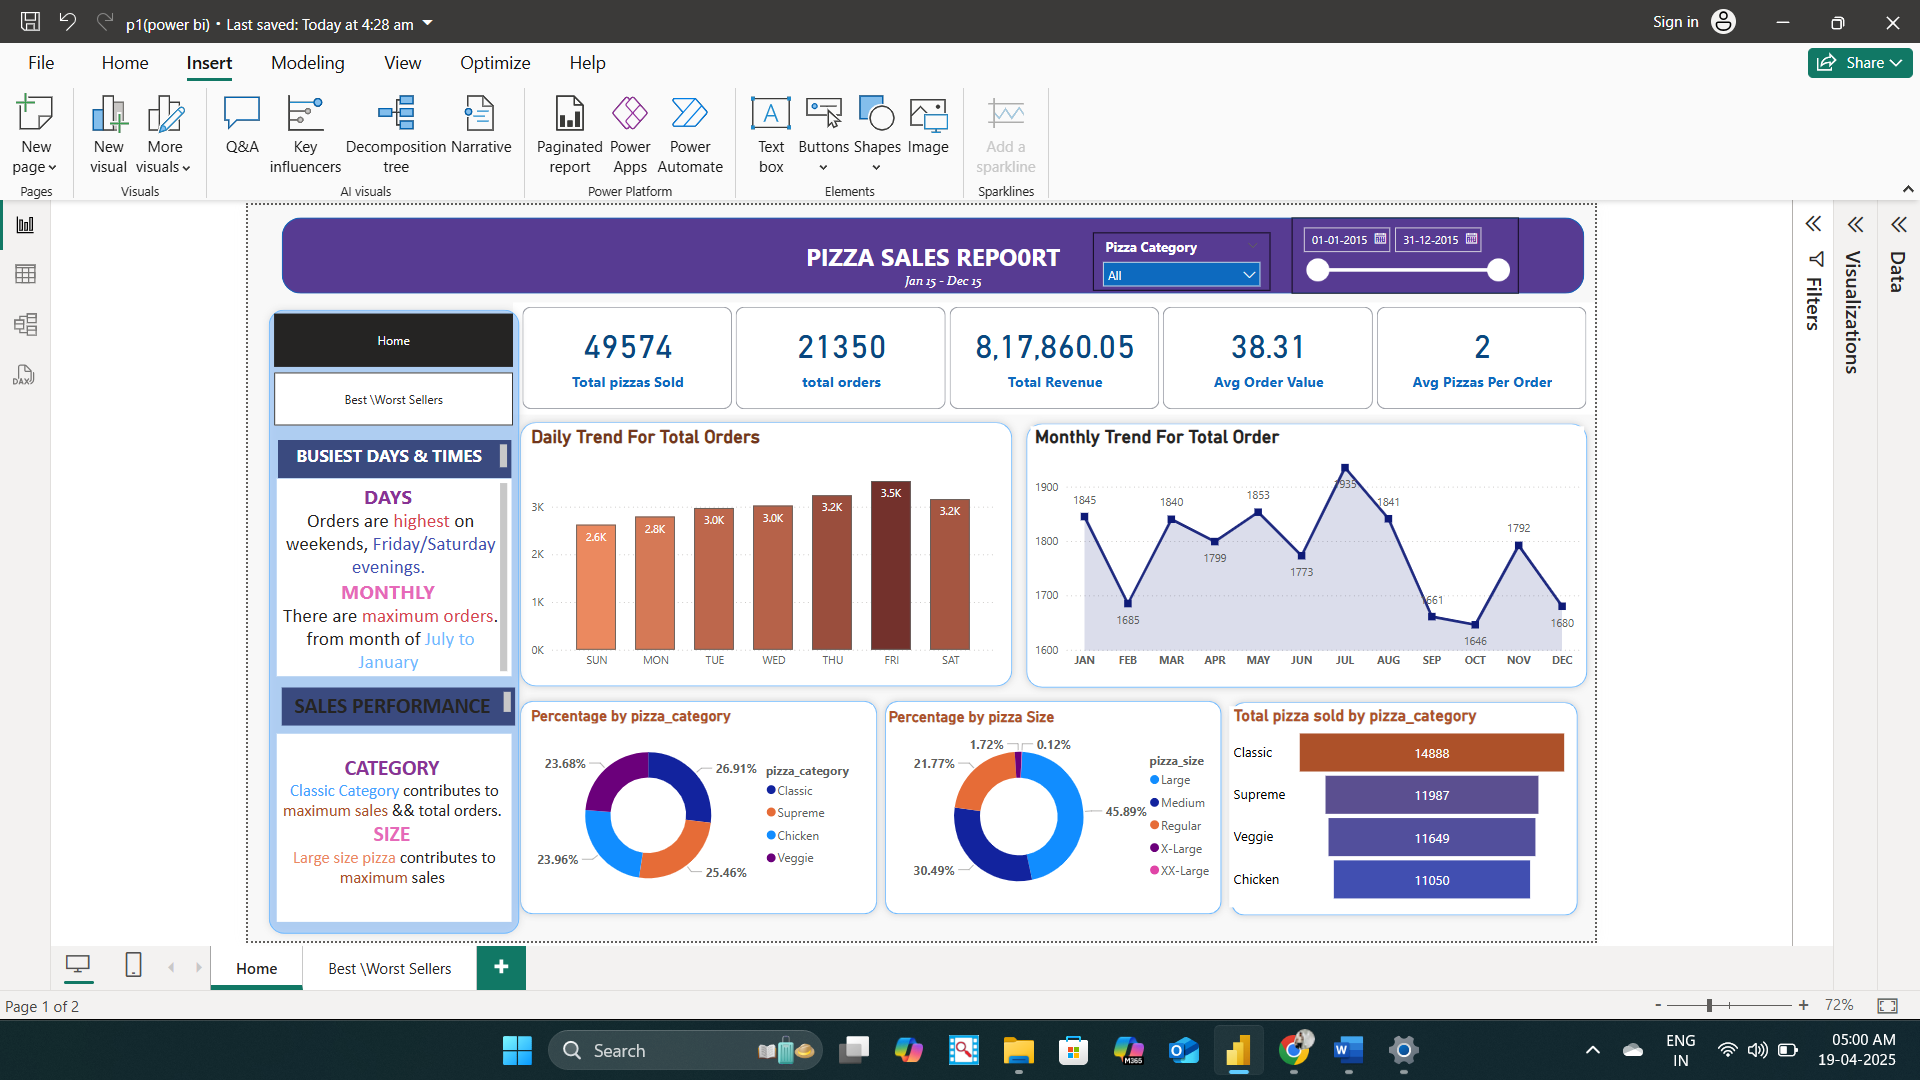 p1(power bi) • Last saved: Today at 4:28 am
Sign in
File Home Insert Modeling View Optimize Help
Share
New page
New visual
More visuals
Q&A
Key influencers
Decomposition tree
Narrative
Paginated report
Power Apps
Power Automate
Text box
Buttons
Shapes
Image
Add a sparkline
Pages
Visuals
AI visuals
Power Platform
Elements
Sparklines
PIZZA SALES REPO0RT
Jan 15 - Dec 15
Pizza Category
All
01-01-2015
31-12-2015
Filters
Visualizations
Data
Home
Best \Worst Sellers
49574
Total pizzas Sold
21350
total orders
8,17,860.05
Total Revenue
38.31
Avg Order Value
2
Avg Pizzas Per Order
BUSIEST DAYS & TIMES
DAYS
Orders are highest on
weekends, Friday/Saturday
evenings.
MONTHLY
There are maximum orders.
from month of July to
January
SALES PERFORMANCE
CATEGORY
Classic Category contributes to
maximum sales && total orders.
SIZE
Large size pizza contributes to
maximum sales
Daily Trend For Total Orders
3K
2K
1K
0K
2.6K 2.8K 3.0K 3.0K 3.2K 3.5K 3.2K
SUN MON TUE WED THU FRI SAT
Monthly Trend For Total Order
1900
1800
1700
1600
1845 1685 1840 1799 1853 1773 1935 1841 1661 1646 1792 1680
JAN FEB MAR APR MAY JUN JUL AUG SEP OCT NOV DEC
Percentage by pizza_category
23.68%
26.91%
23.96%
25.46%
pizza_category
Classic
Supreme
Chicken
Veggie
Percentage by pizza Size
1.72%
0.12%
21.77%
45.89%
30.49%
pizza_size
Large
Medium
Regular
X-Large
XX-Large
Total pizza sold by pizza_category
Classic 14888
Supreme 11987
Veggie 11649
Chicken 11050
Home
Best \Worst Sellers
+
Page 1 of 2
- + 72%
Search
M365
ENG
IN
05:00 AM
19-04-2025